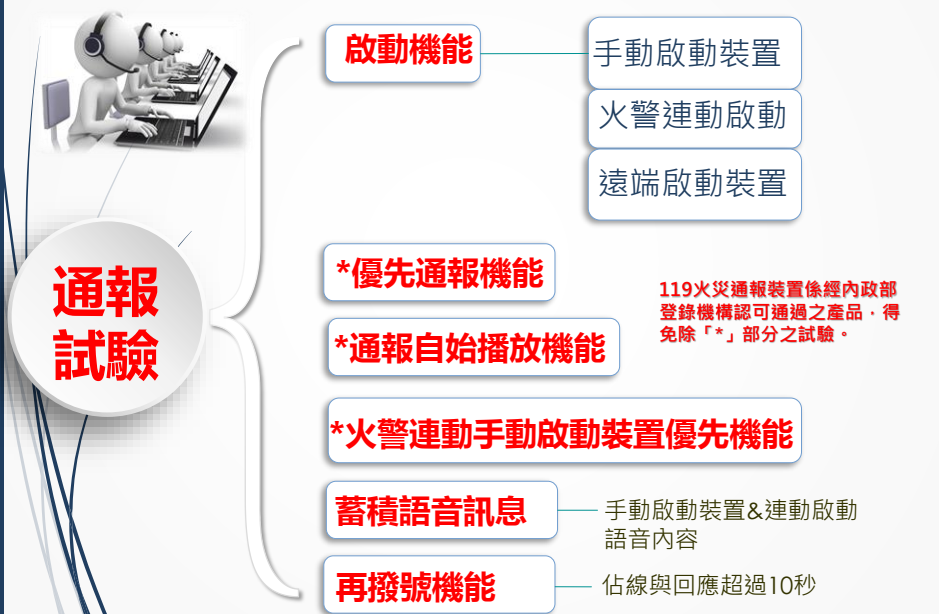 通報
試驗
啟動機能
手動啟動裝置
火警連動啟動
遠端啟動裝置
*優先通報機能
*通報自始播放機能
*火警連動手動啟動裝置優先機能
119火災通報裝置係經內政部
登錄機構認可通過之產品，得
免除「*」部分之試驗。
蓄積語音訊息
手動啟動裝置&連動啟動
語音內容
再撥號機能
佔線與回應超過10秒